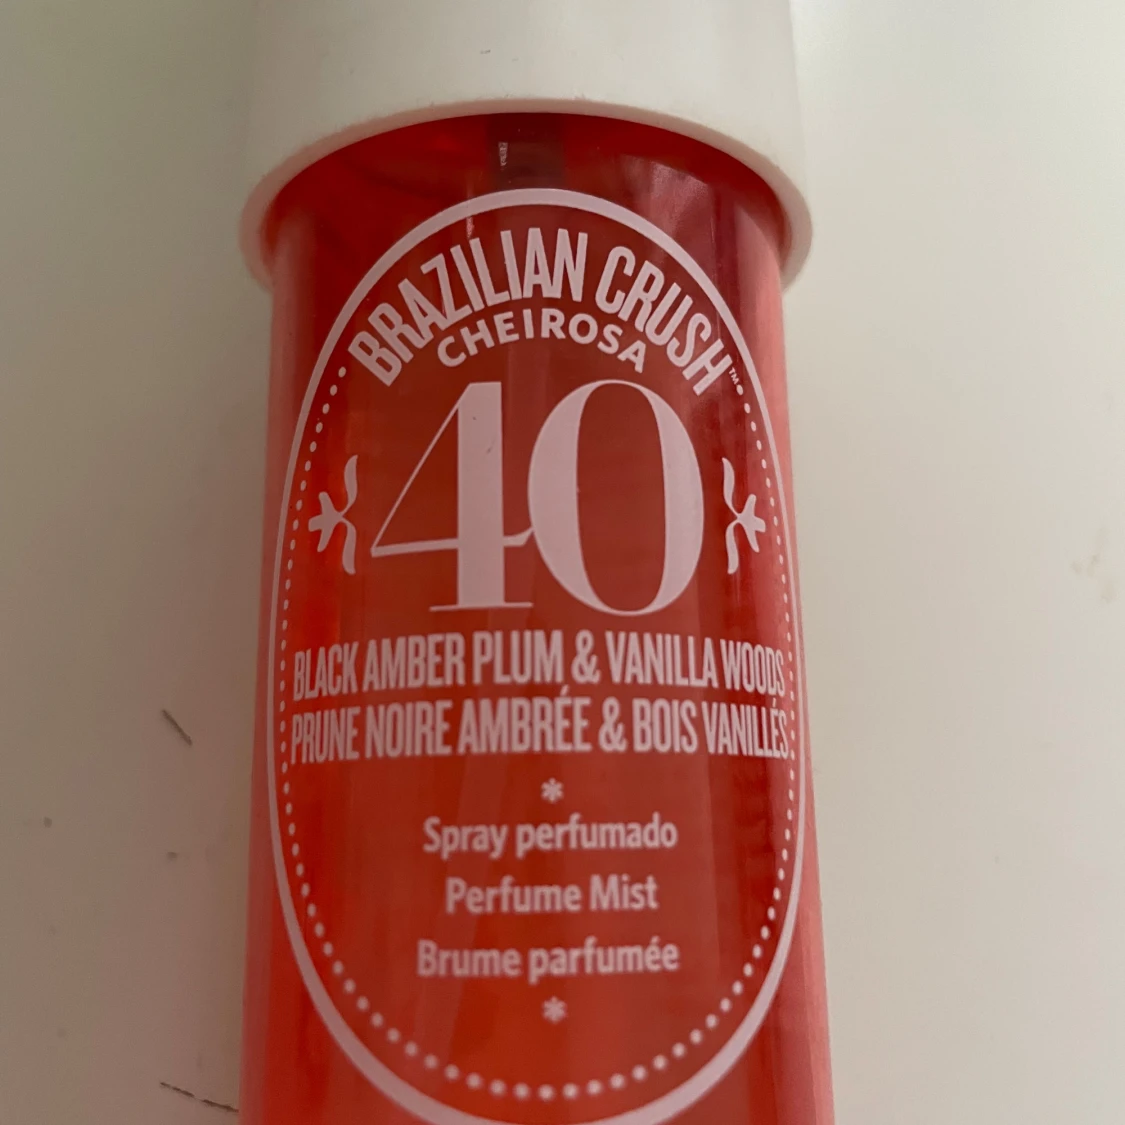 BRAZILIAN CRUSH™
CHEIROSA
40
BLACK AMBER PLUM & VANILLA WOODS
PRUNE NOIRE AMBRÉE & BOIS VANILLÉS
Spray perfumado
Perfume Mist
Brume parfumée